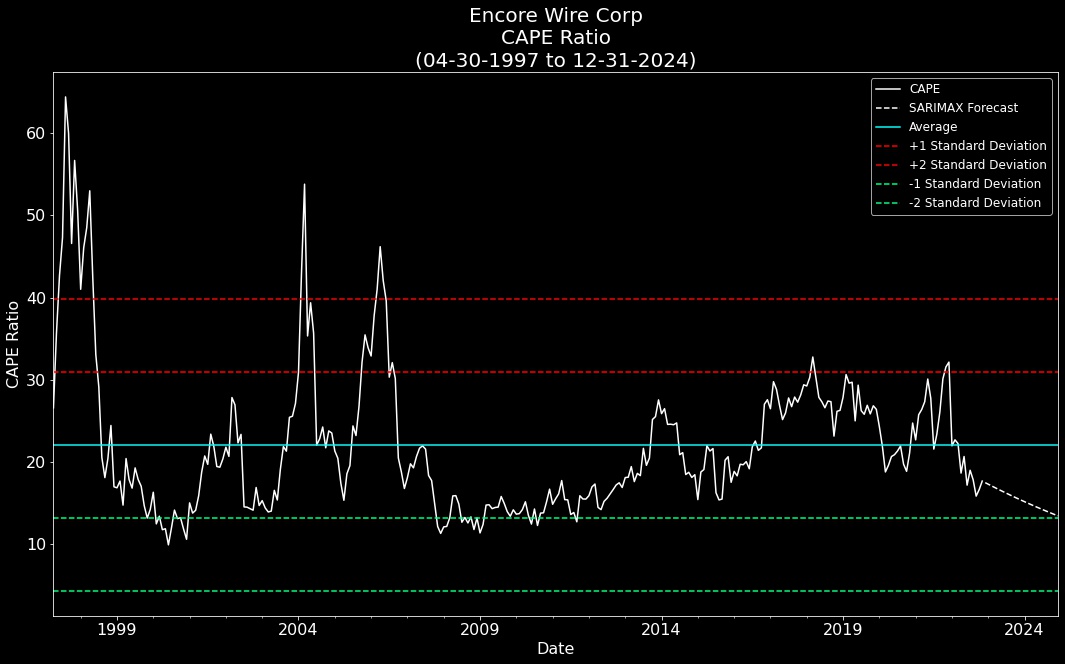 Encore Wire Corp
CAPE Ratio
(04-30-1997 to 12-31-2024)
CAPE
SARIMAX Forecast
Average
+1 Standard Deviation
+2 Standard Deviation
-1 Standard Deviation
-2 Standard Deviation
60
50
40
30
20
10
CAPE Ratio
1999
2004
2009
2014
2019
2024
Date